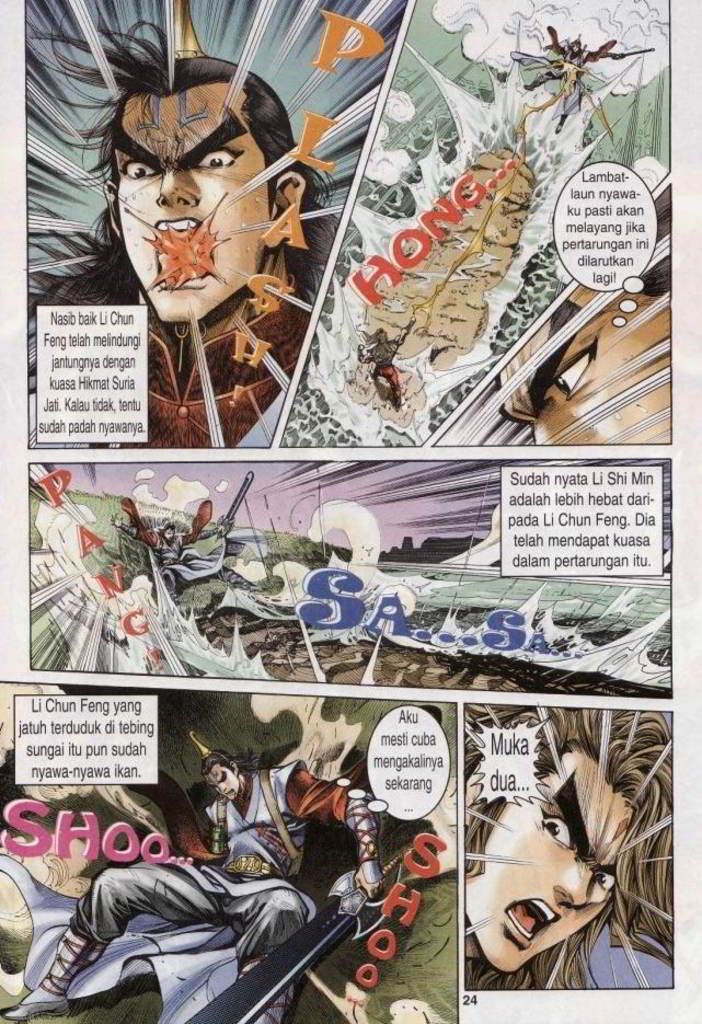 PLASH!
Nasib baik Li Chun
Feng telah melindungi
jantungnya dengan
kuasa Hikmat Suria
Jati. Kalau tidak, tentu
sudah padah nyawanya.
HONG...
Lambat-
laun nyawa-
ku pasti akan
melayang jika
pertarungan ini
dilarutkan
lagi!
PANG!
SA...SA...
Sudah nyata Li Shi Min
adalah lebih hebat dari-
pada Li Chun Feng. Dia
telah mendapat kuasa
dalam pertarungan itu.
Li Chun Feng yang
jatuh terduduk di tebing
sungai itu pun sudah
nyawa-nyawa ikan.
SHOO...
Aku
mesti cuba
mengakalinya
sekarang
...
SHOO
Muka
dua...
24